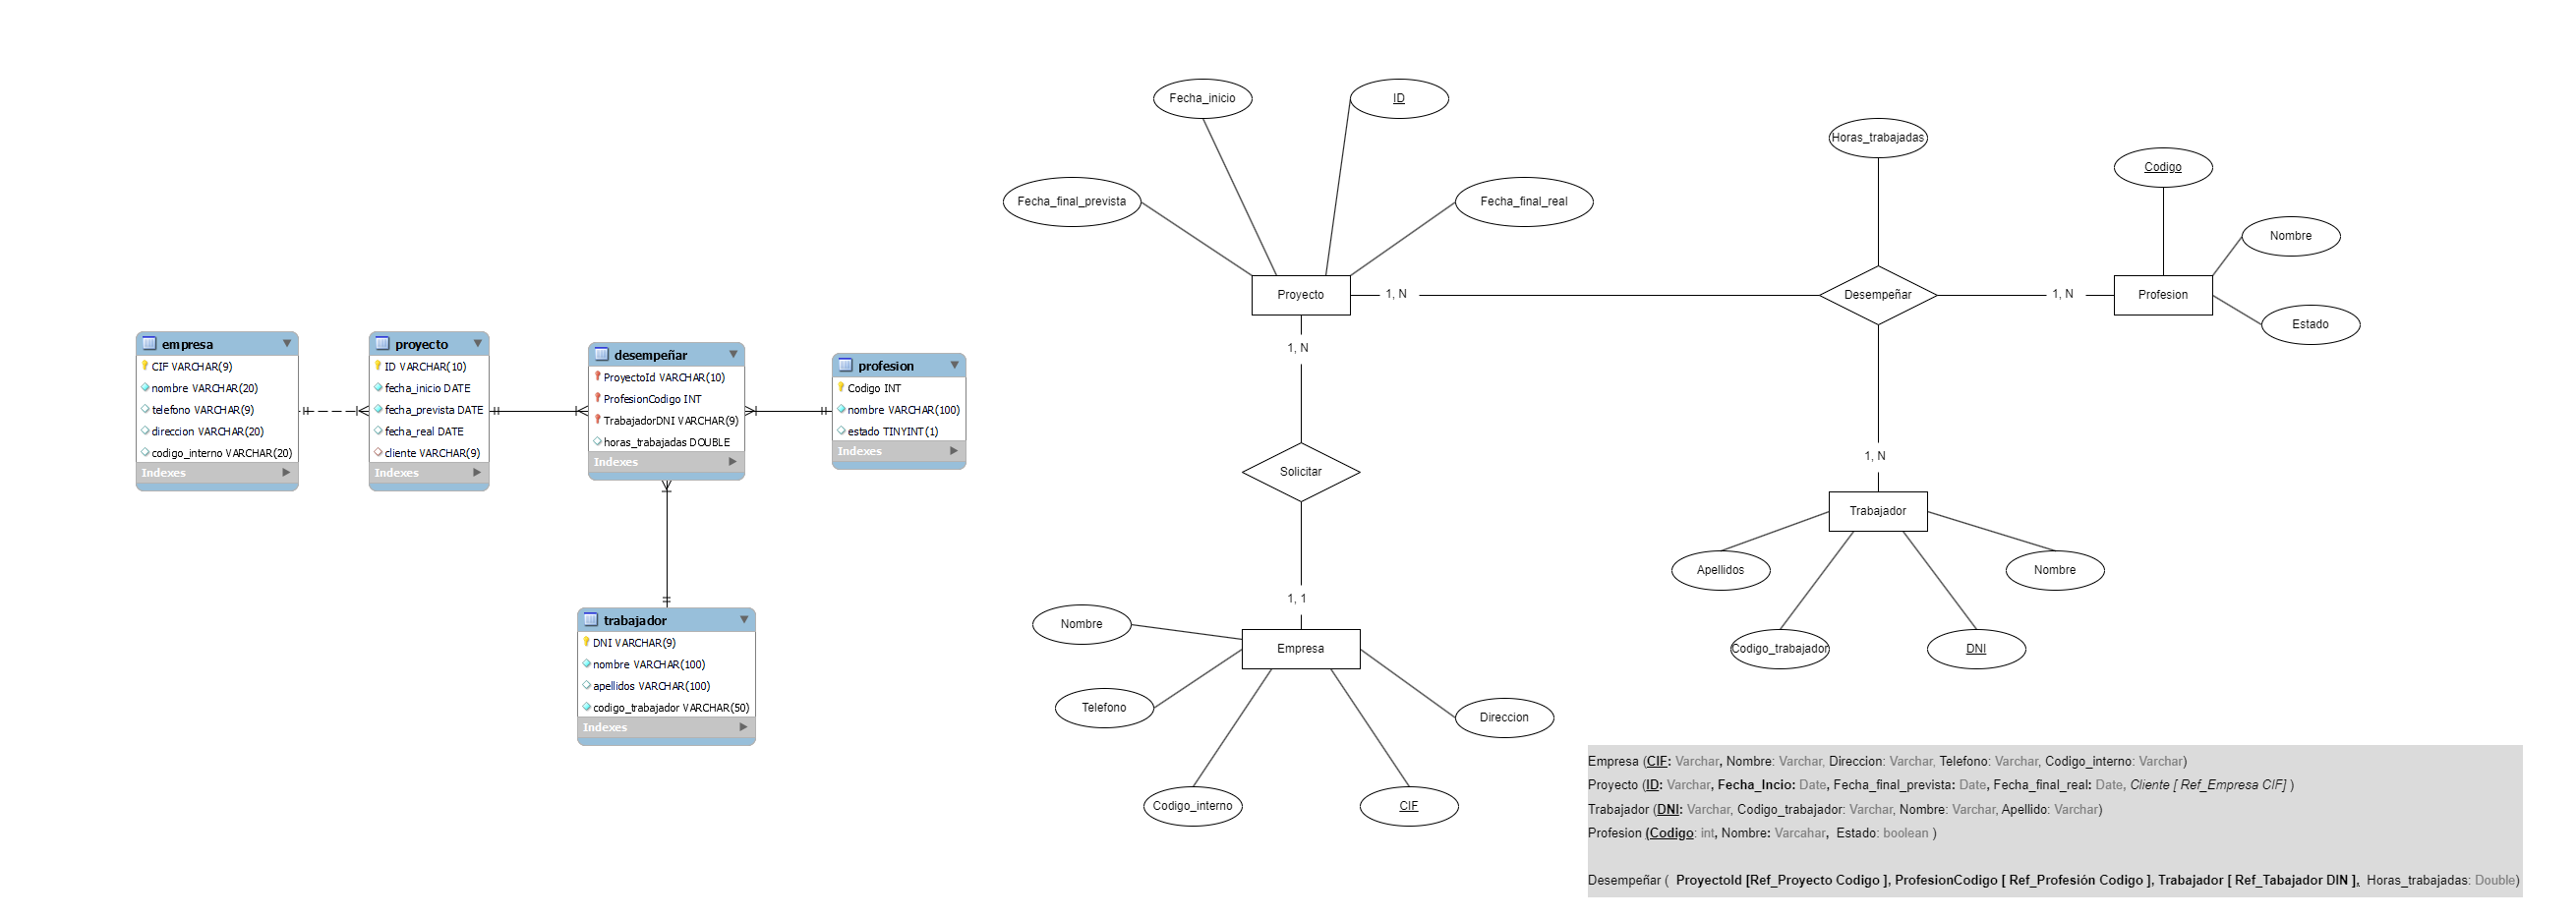 empresa
CIF VARCHAR(9)
nombre VARCHAR(20)
telefono VARCHAR(9)
direccion VARCHAR(20)
codigo_interno VARCHAR(20)
Indexes
proyecto
ID VARCHAR(10)
fecha_inicio DATE
fecha_prevista DATE
fecha_real DATE
cliente VARCHAR(9)
Indexes
desempeñar
ProyectoId VARCHAR(10)
ProfesionCodigo INT
TrabajadorDNI VARCHAR(9)
horas_trabajadas DOUBLE
Indexes
profesion
Codigo INT
nombre VARCHAR(100)
estado TINYINT(1)
Indexes
trabajador
DNI VARCHAR(9)
nombre VARCHAR(100)
apellidos VARCHAR(100)
codigo_trabajador VARCHAR(50)
Indexes
Fecha_inicio
ID
Fecha_final_prevista
Fecha_final_real
Proyecto
1, N
Horas_trabajadas
Desempeñar
1, N
Codigo
Nombre
Profesion
Estado
1, N
Solicitar
1, 1
1, N
Trabajador
Apellidos
Nombre
Codigo_trabajador
DNI
Nombre
Empresa
Telefono
Direccion
Codigo_interno
CIF
Empresa (CIF: Varchar, Nombre: Varchar, Direccion: Varchar, Telefono: Varchar, Codigo_interno: Varchar)
Proyecto (ID: Varchar, Fecha_Incio: Date, Fecha_final_prevista: Date, Fecha_final_real: Date, Cliente [ Ref_Empresa CIF] )
Trabajador (DNI: Varchar, Codigo_trabajador: Varchar, Nombre: Varchar, Apellido: Varchar)
Profesion (Codigo: int, Nombre: Varcahar, Estado: boolean )
Desempeñar ( ProyectoId [Ref_Proyecto Codigo ], ProfesionCodigo [ Ref_Profesión Codigo ], Trabajador [ Ref_Tabajador DIN ], Horas_trabajadas: Double)